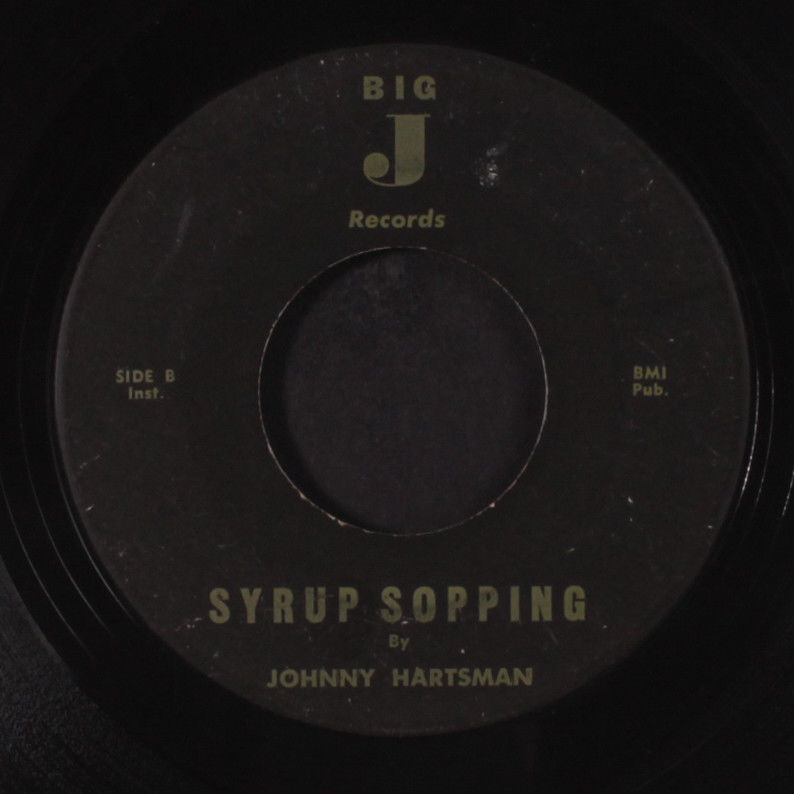 BIG
J
Records
SIDE B
Inst.
BMI
Pub.
SYRUP SOPPING
By
JOHNNY HARTSMAN